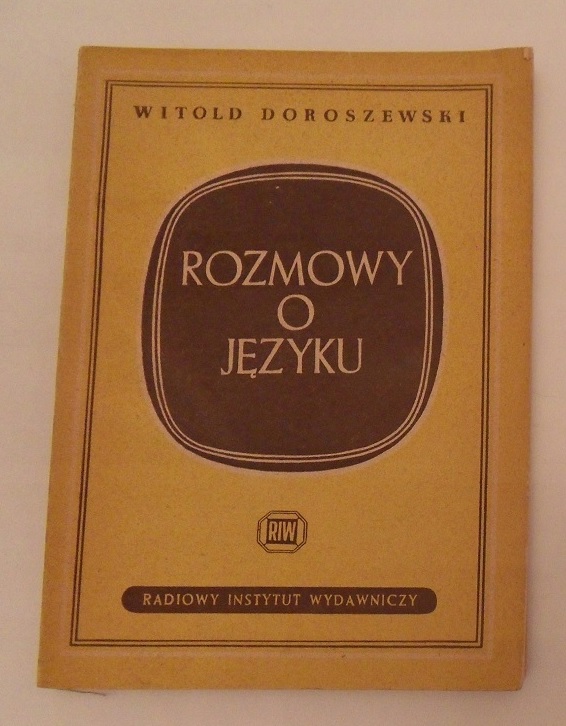 WITOLD DOROSZEWSKI
ROZMOWY
O
JĘZYKU
RIW
RADIOWY INSTYTUT WYDAWNICZY